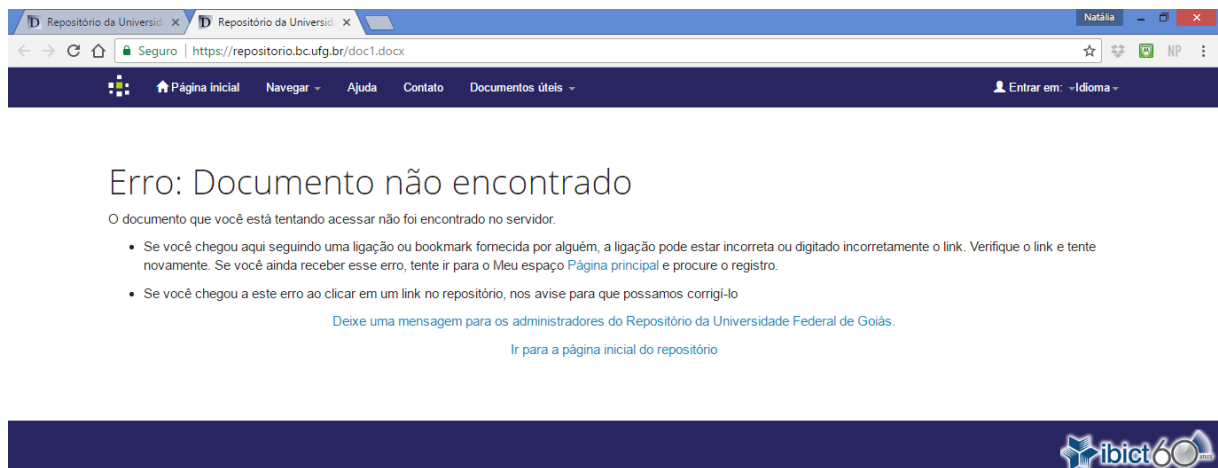 Natália
Repositório da Universid
Repositório da Universid
Seguro
https://repositorio.bc.ufg.br/doc1.docx
NP
Página inicial
Navegar
Ajuda
Contato
Documentos úteis
Entrar em:
Idioma
Erro: Documento não encontrado
O documento que você está tentando acessar não foi encontrado no servidor.
Se você chegou aqui seguindo uma ligação ou bookmark fornecida por alguém, a ligação pode estar incorreta ou digitado incorretamente o link. Verifique o link e tente
novamente. Se você ainda receber esse erro, tente ir para o Meu espaço Página principal e procure o registro.
Se você chegou a este erro ao clicar em um link no repositório, nos avise para que possamos corrigí-lo
Deixe uma mensagem para os administradores do Repositório da Universidade Federal de Goiás.
Ir para a página inicial do repositório
ibict 60 anos